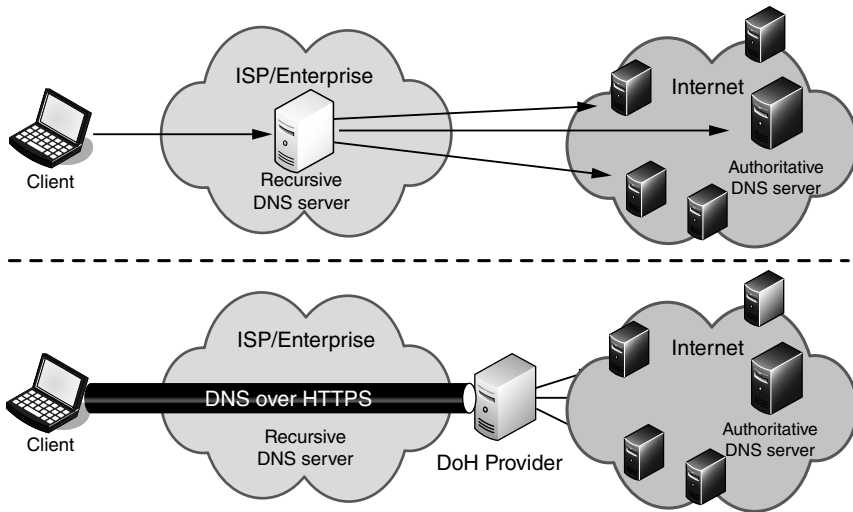 ISP/Enterprise
Internet
Client
Recursive
DNS server
Authoritative
DNS server
ISP/Enterprise
Internet
DNS over HTTPS
Client
Recursive
DNS server
DoH Provider
Authoritative
DNS server